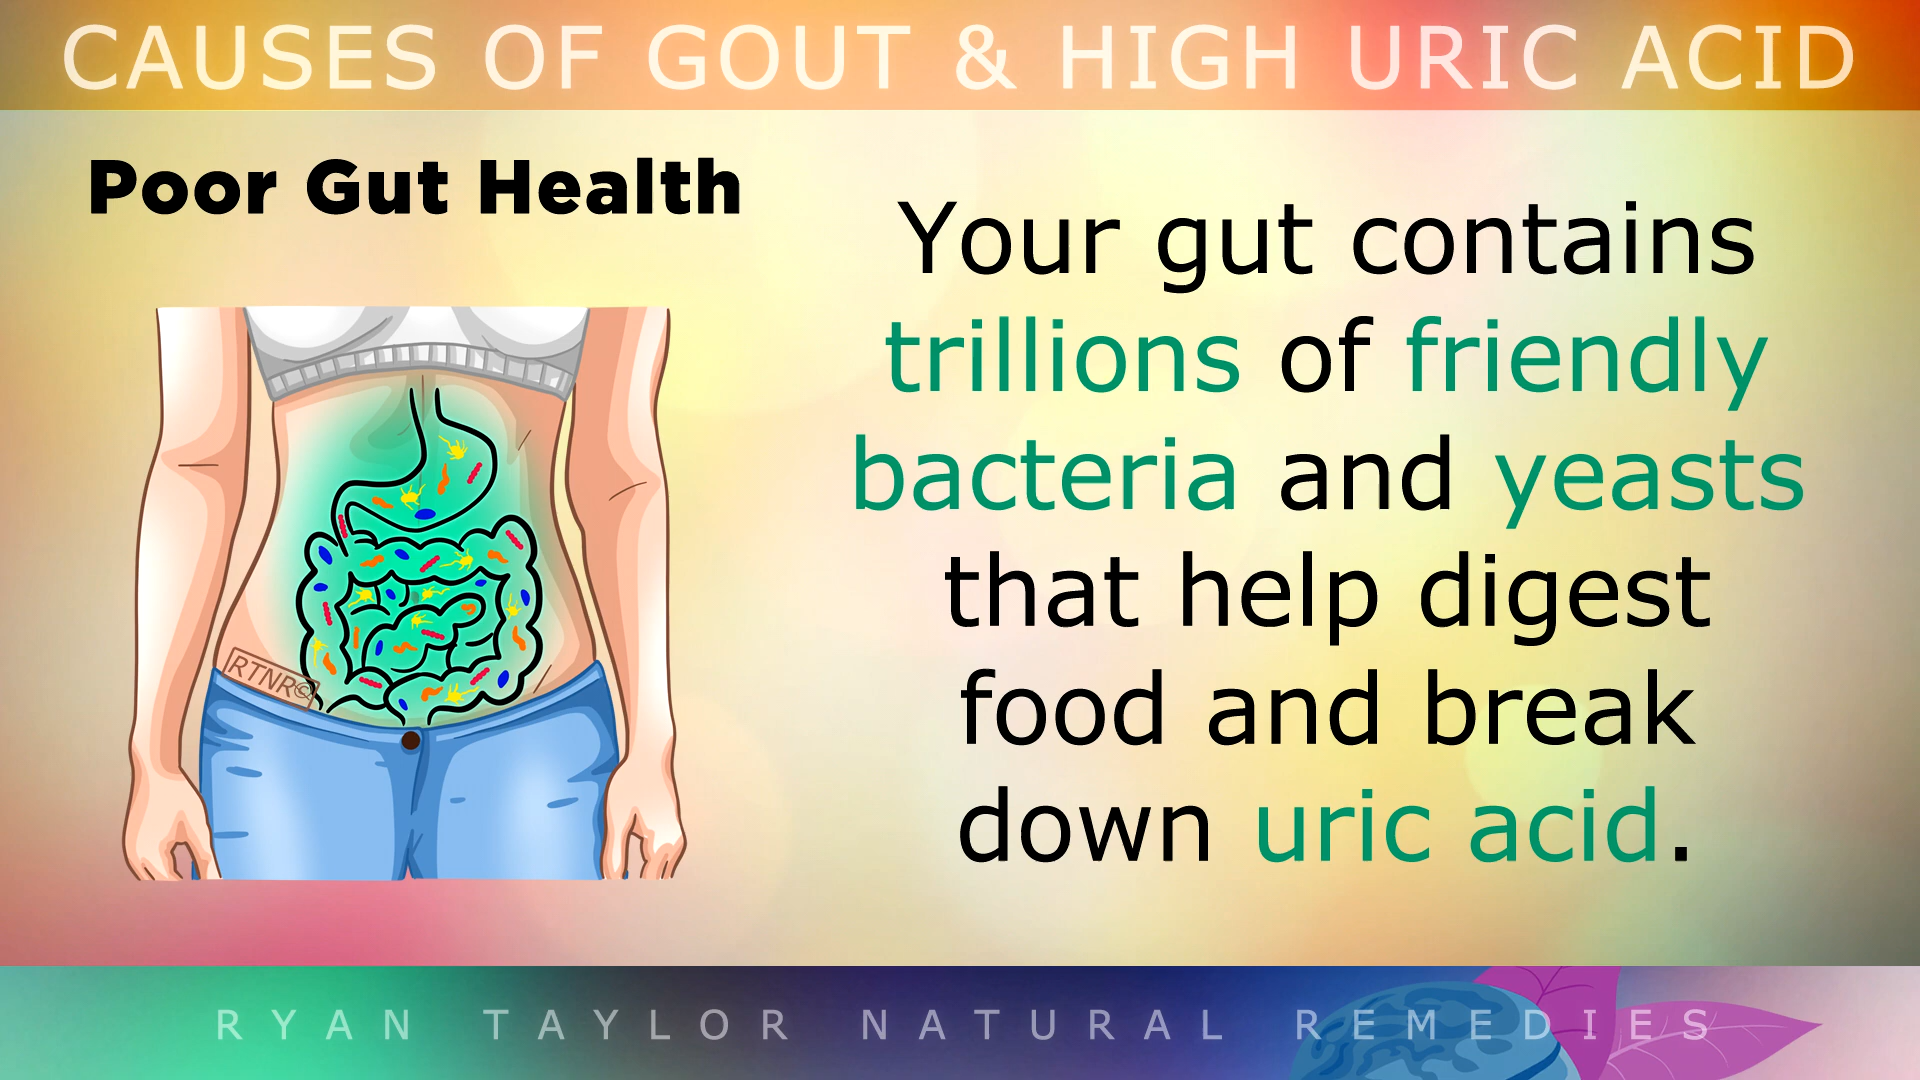 CAUSES OF GOUT & HIGH URIC ACID
Poor Gut Health
Your gut contains
trillions of friendly
bacteria and yeasts
that help digest
food and break
down uric acid.
RTNR©
RYAN TAYLOR NATURAL REMEDIES